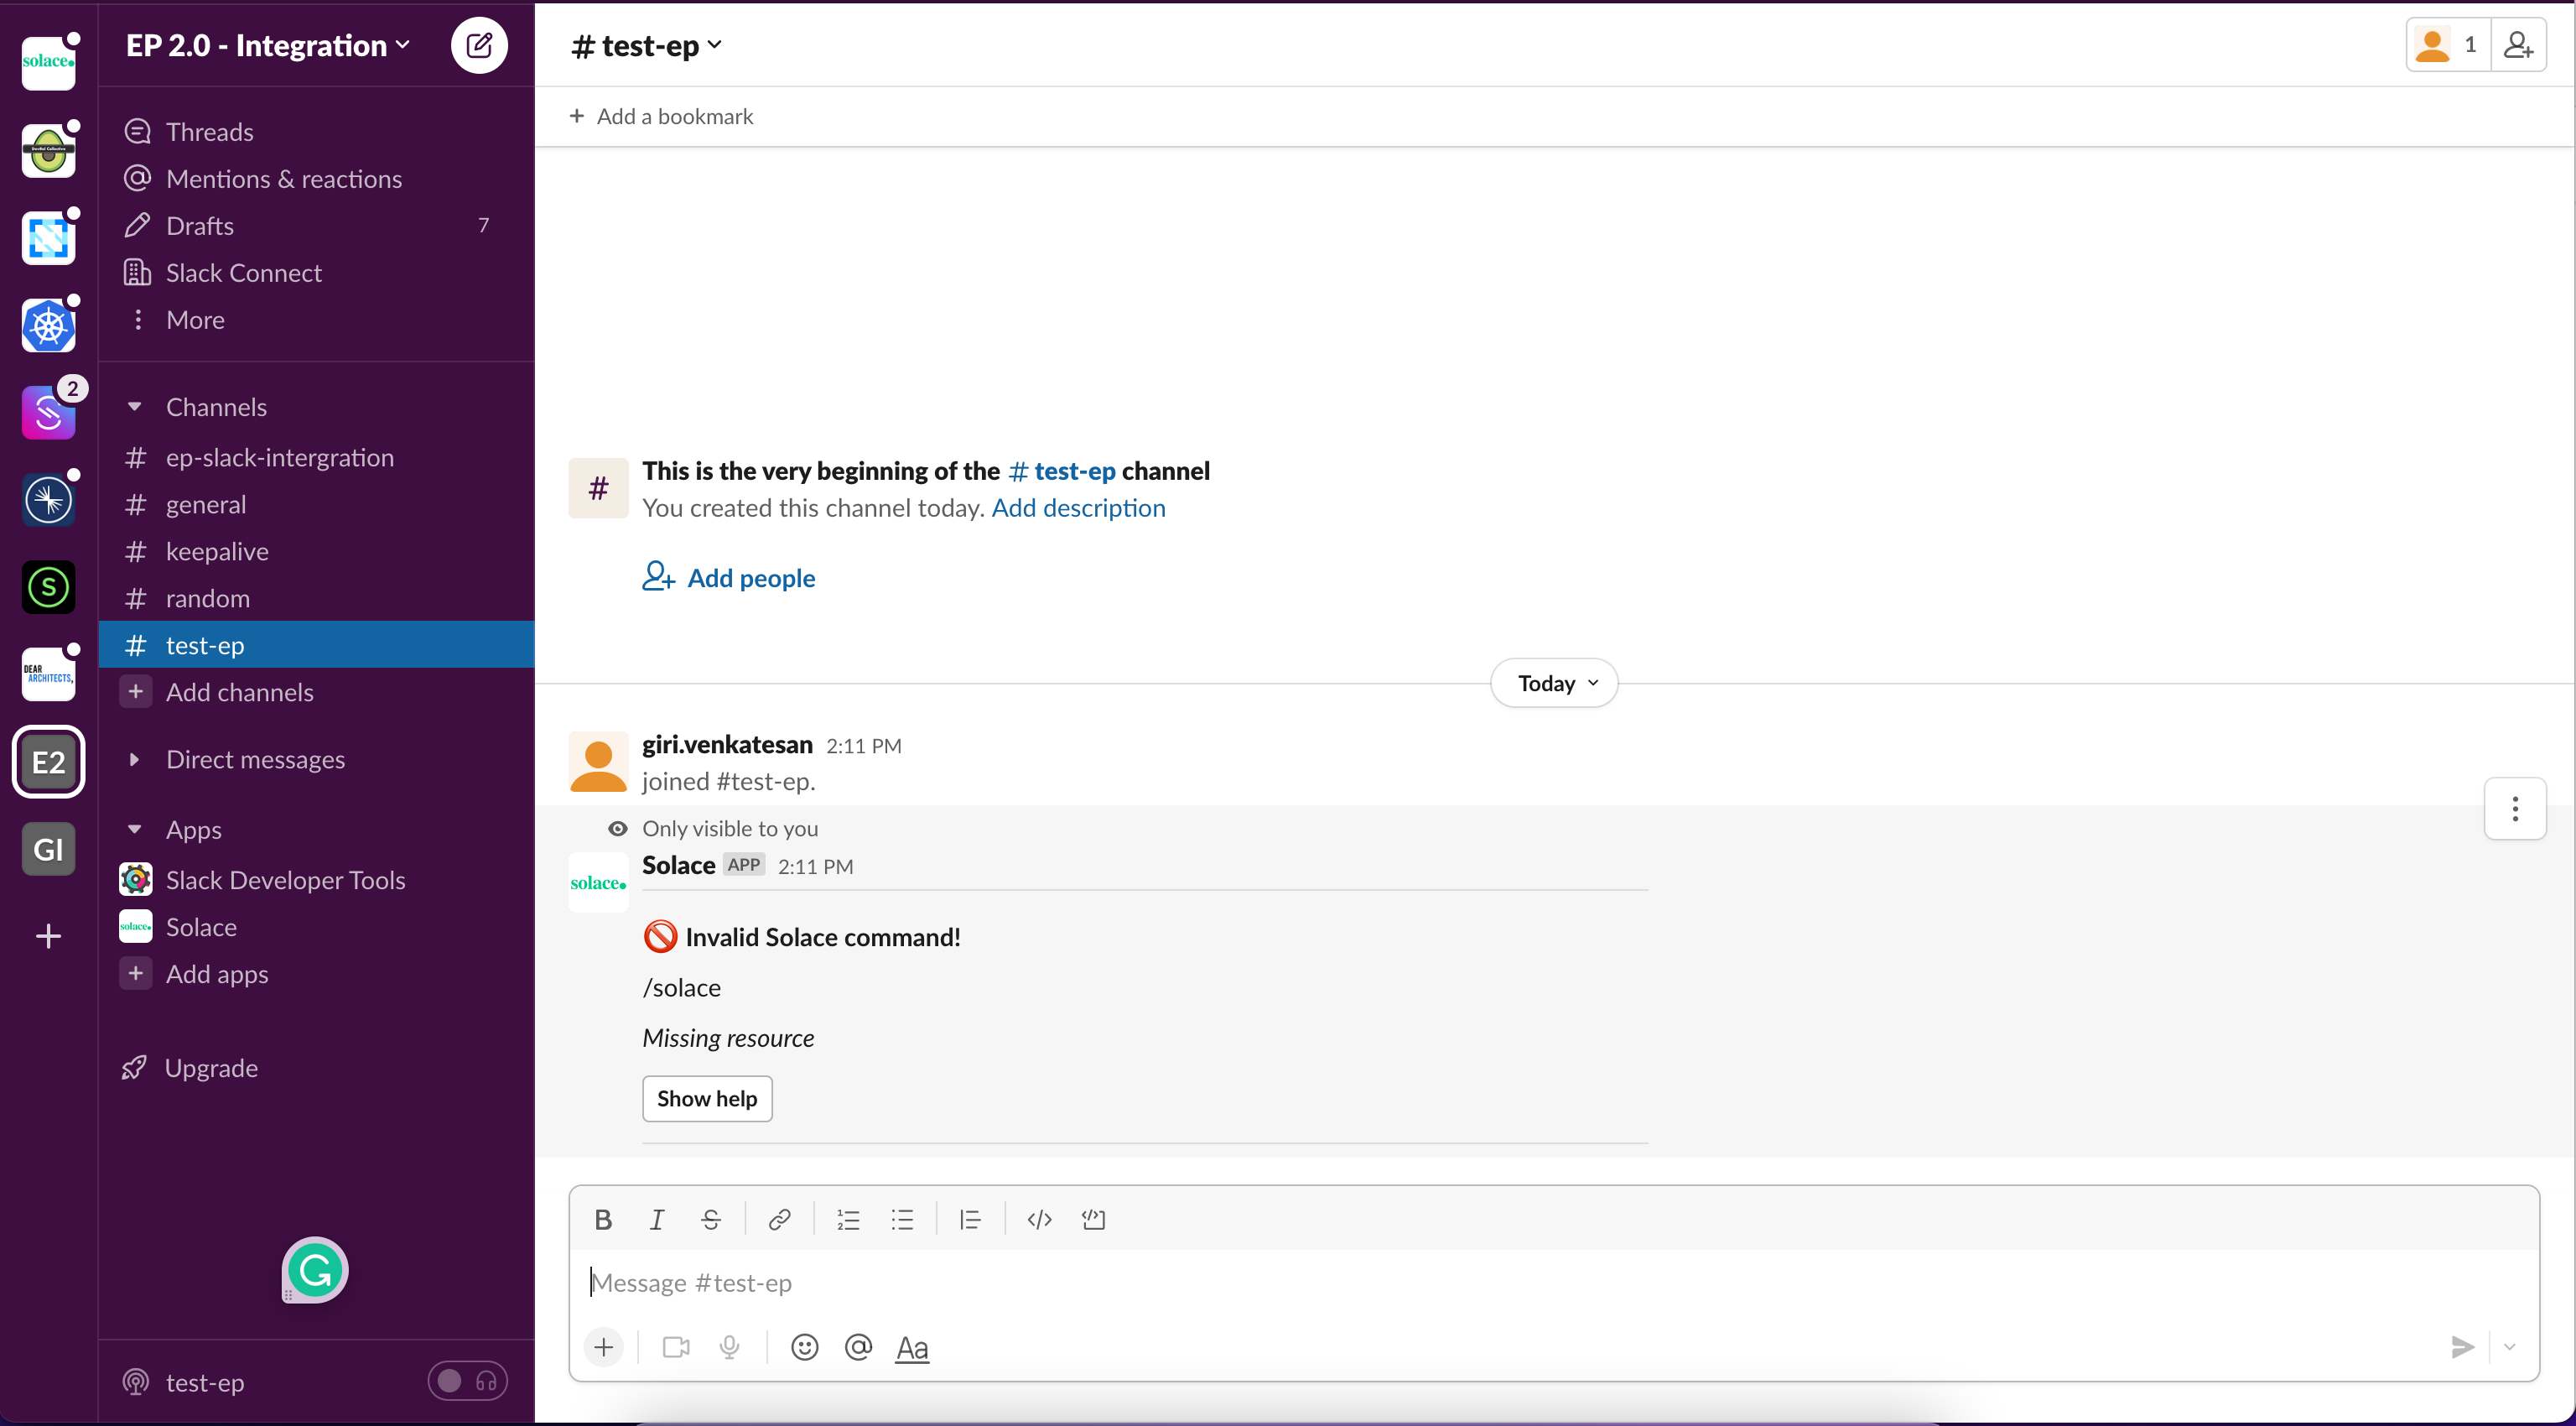 solace.
2
S
DEAR
ARCHITECTS,
E2
GI
EP 2.0 - Integration
Threads
Mentions & reactions
Drafts 7
Slack Connect
More
Channels
# ep-slack-intergration
# general
# keepalive
# random
# test-ep
+ Add channels
Direct messages
Apps
Slack Developer Tools
solace. Solace
+ Add apps
Upgrade
test-ep
# test-ep
1
+ Add a bookmark
# This is the very beginning of the # test-ep channel
You created this channel today. Add description
Add people
Today
giri.venkatesan 2:11 PM
joined #test-ep.
Only visible to you
solace. Solace APP 2:11 PM
Invalid Solace command!
/solace
Missing resource
Show help
B I S
Message #test-ep
+ @ Aa